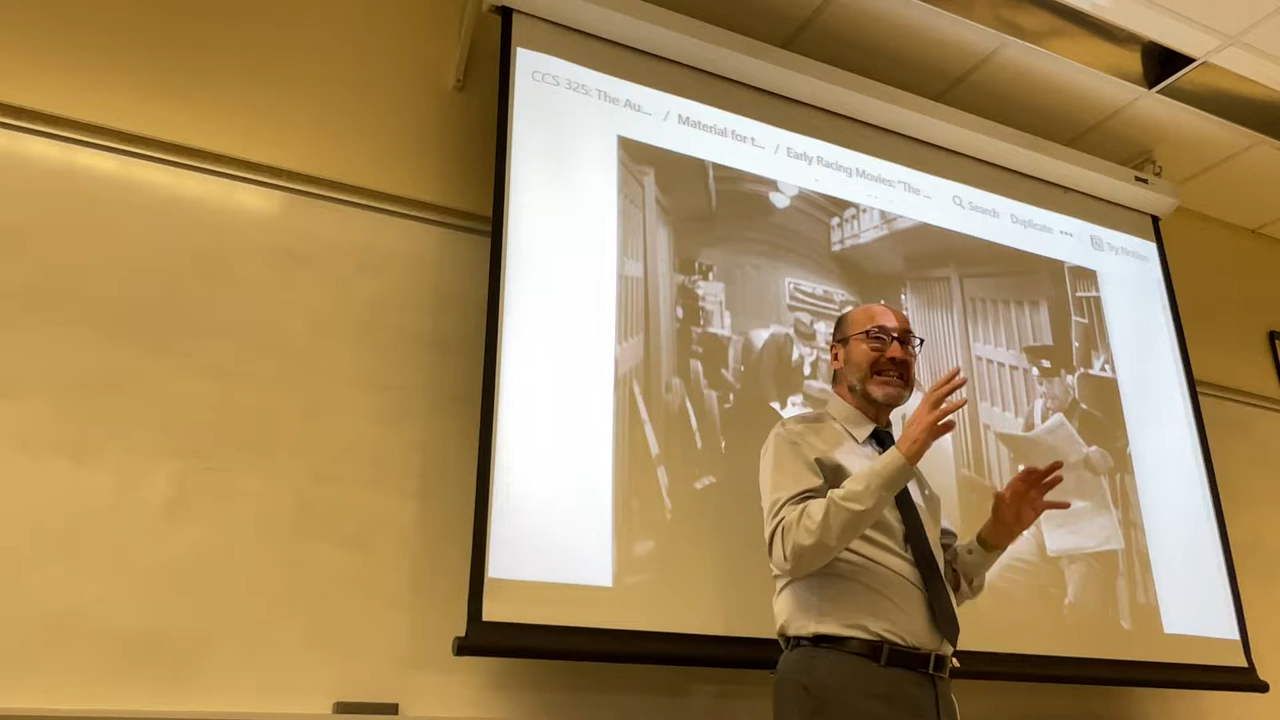 CCS 325: The Au... / Material for t... / Early Racing Movies: "The ...
Search Duplicate ••• Try Notion